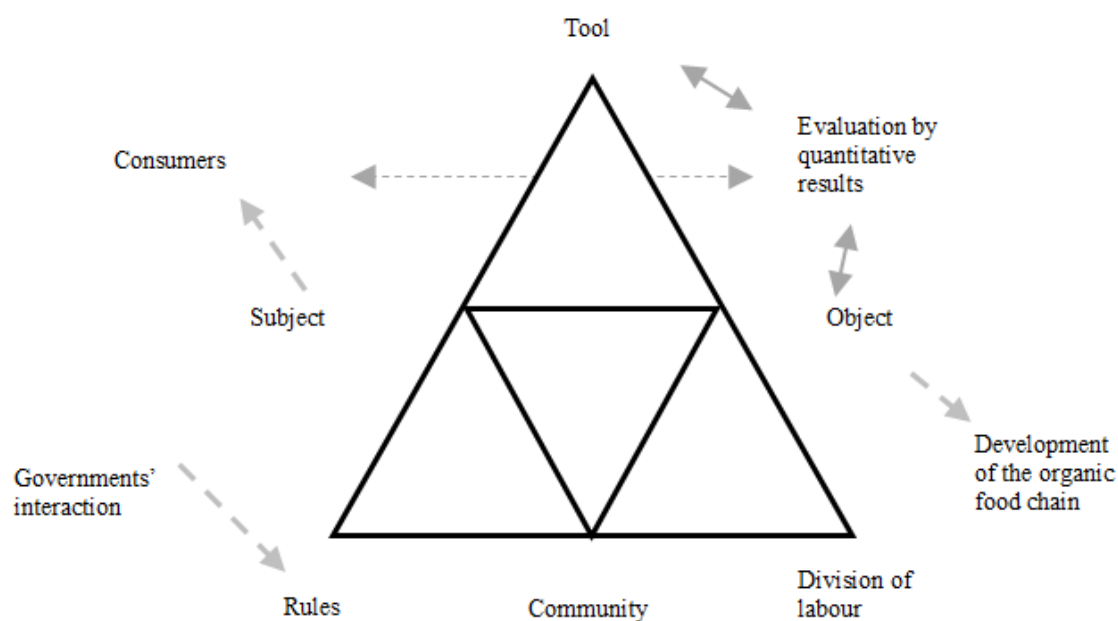 Tool
Evaluation by
quantitative
results
Consumers
Subject
Object
Development
of the organic
food chain
Governments’
interaction
Rules
Community
Division of
labour